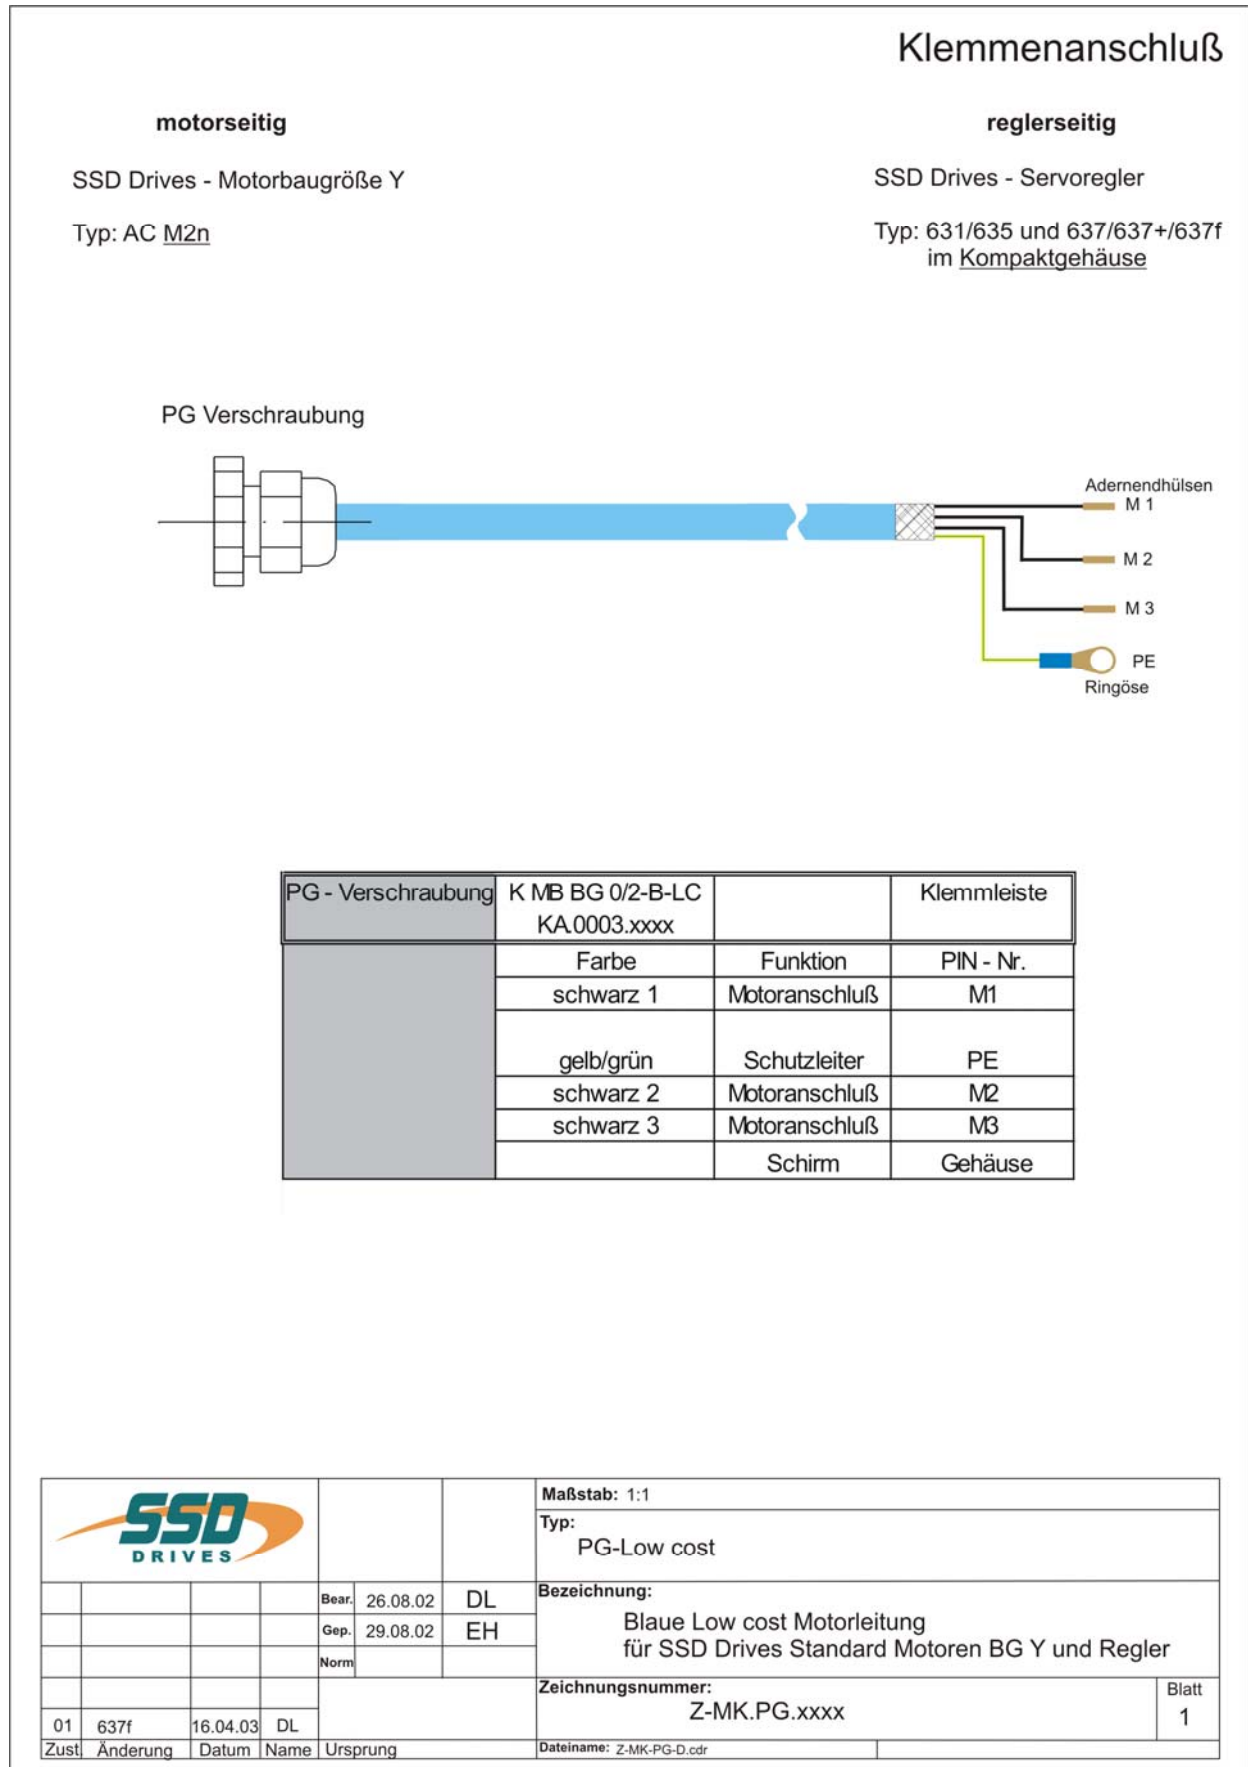 Klemmenanschluß
motorseitig
reglerseitig
SSD Drives - Motorbaugröße Y
SSD Drives - Servoregler
Typ: AC M2n
Typ: 631/635 und 637/637+/637f
im Kompaktgehäuse
PG Verschraubung
Adernendhülsen
M 1
M 2
M 3
PE
Ringöse
PG - Verschraubung K MB BG 0/2-B-LC Klemmleiste
KA.0003.xxxx
Farbe Funktion PIN - Nr.
schwarz 1 Motoranschluß M1
gelb/grün Schutzleiter PE
schwarz 2 Motoranschluß M2
schwarz 3 Motoranschluß M3
Schirm Gehäuse
SSD
DRIVES
Maßstab: 1:1
Typ:
PG-Low cost
Bear. 26.08.02 DL
Gep. 29.08.02 EH
Norm
Bezeichnung:
Blaue Low cost Motorleitung
für SSD Drives Standard Motoren BG Y und Regler
Zeichnungsnummer:
Z-MK.PG.xxxx
Blatt
1
01 637f 16.04.03 DL
Zust. Änderung Datum Name Ursprung
Dateiname: Z-MK-PG-D.cdr